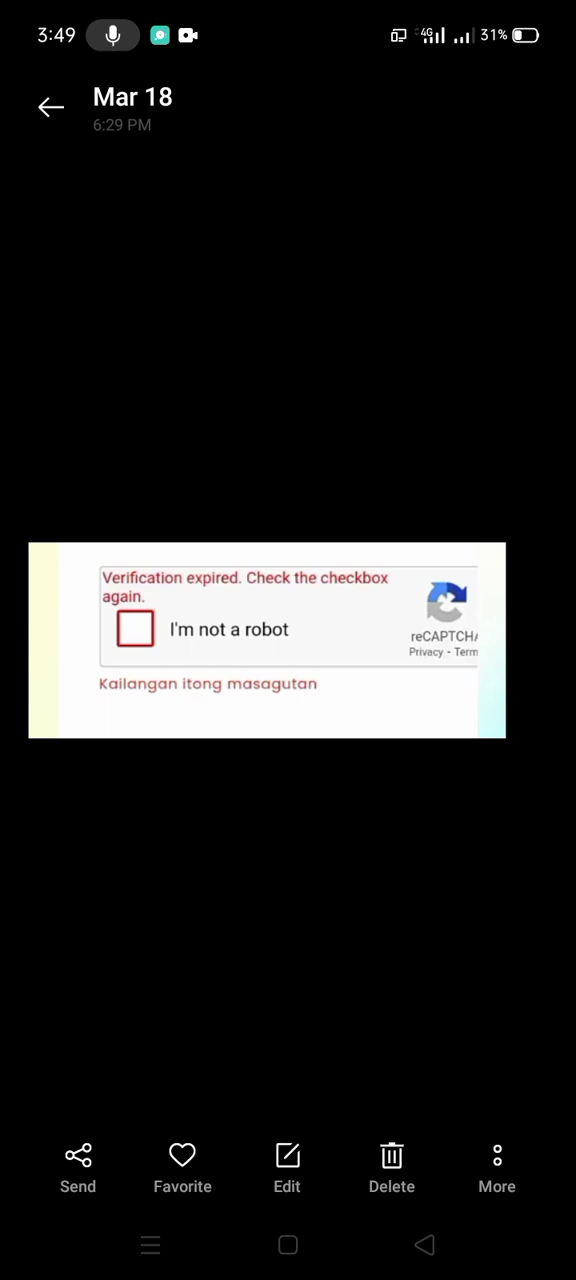 3:49 4G 31%
Mar 18
6:29 PM
Verification expired. Check the checkbox
again.
I'm not a robot
reCAPTCHA
Privacy - Term
Kailangan itong masagutan
Send Favorite Edit Delete More